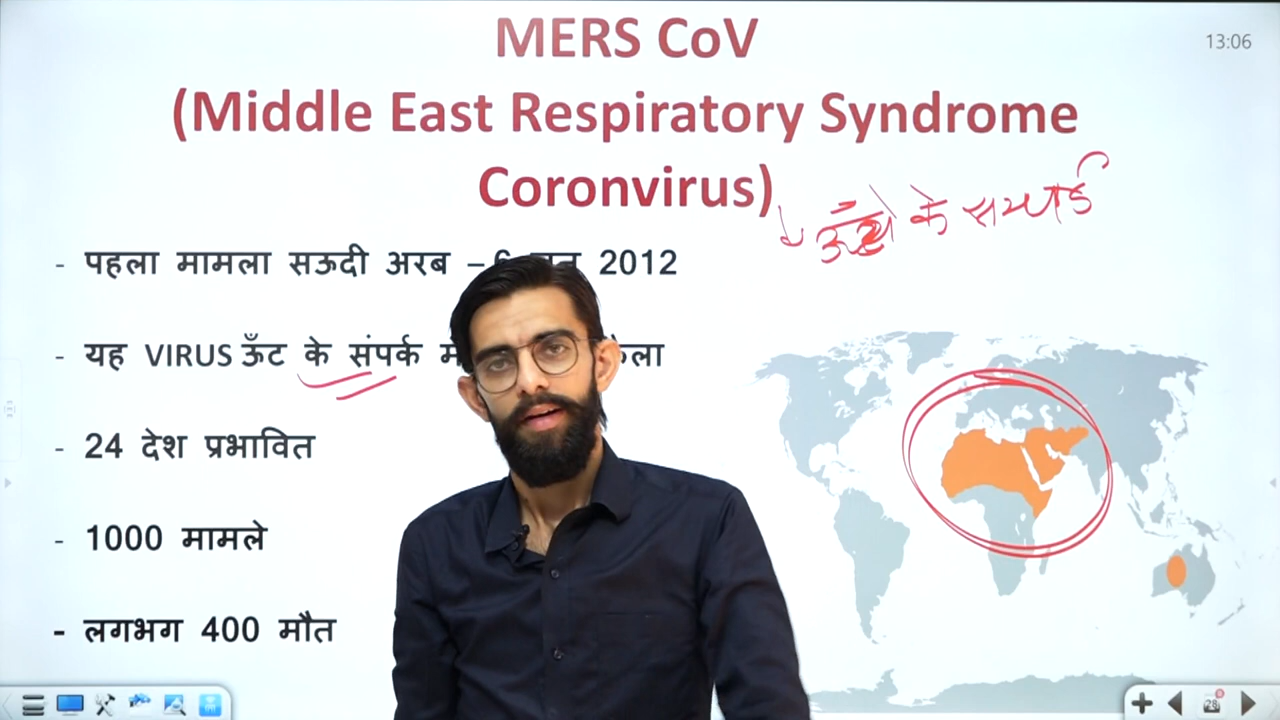 MERS CoV
13:06
(Middle East Respiratory Syndrome
Coronvirus)
के सम्पर्क
- पहला मामला सऊदी अरब – 2012
- यह VIRUS ऊँट के संपर्क
- 24 देश प्रभावित
- 1000 मामले
- लगभग 400 मौत
28